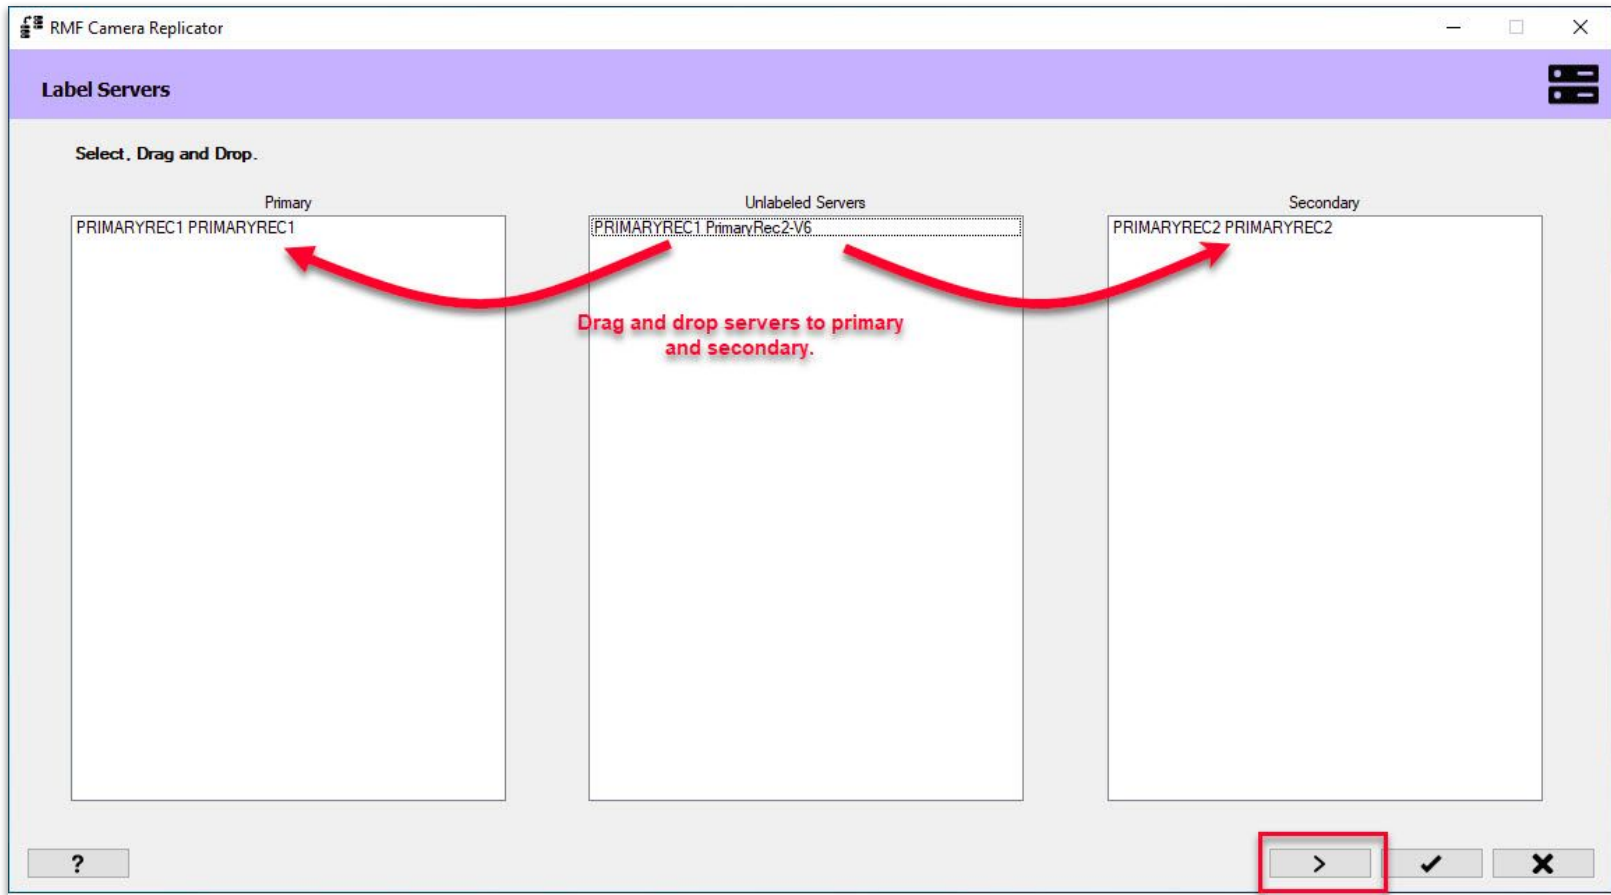 RMF Camera Replicator
Label Servers
Select, Drag and Drop.
Primary
PRIMARYREC1 PRIMARYREC1
Unlabeled Servers
PRIMARYREC1 PrimaryRec2-V6
Secondary
PRIMARYREC2 PRIMARYREC2
Drag and drop servers to primary
and secondary.
?
>